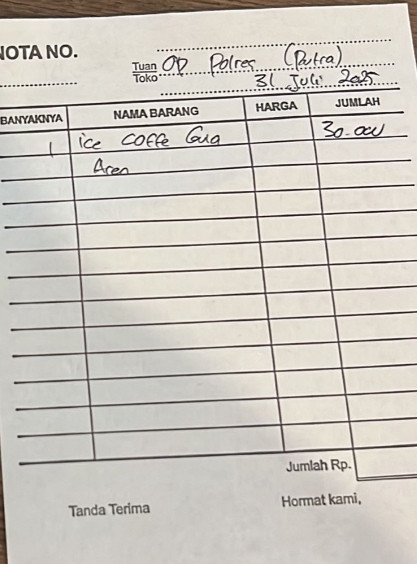 NOTA NO.
Tuan OD Polres (Putra)
Toko
31 Juli 2025
BANYAKNYA NAMA BARANG HARGA JUMLAH
1 ice coffe Gula 30.000
Aren
Jumlah Rp.
Tanda Terima Hormat kami,